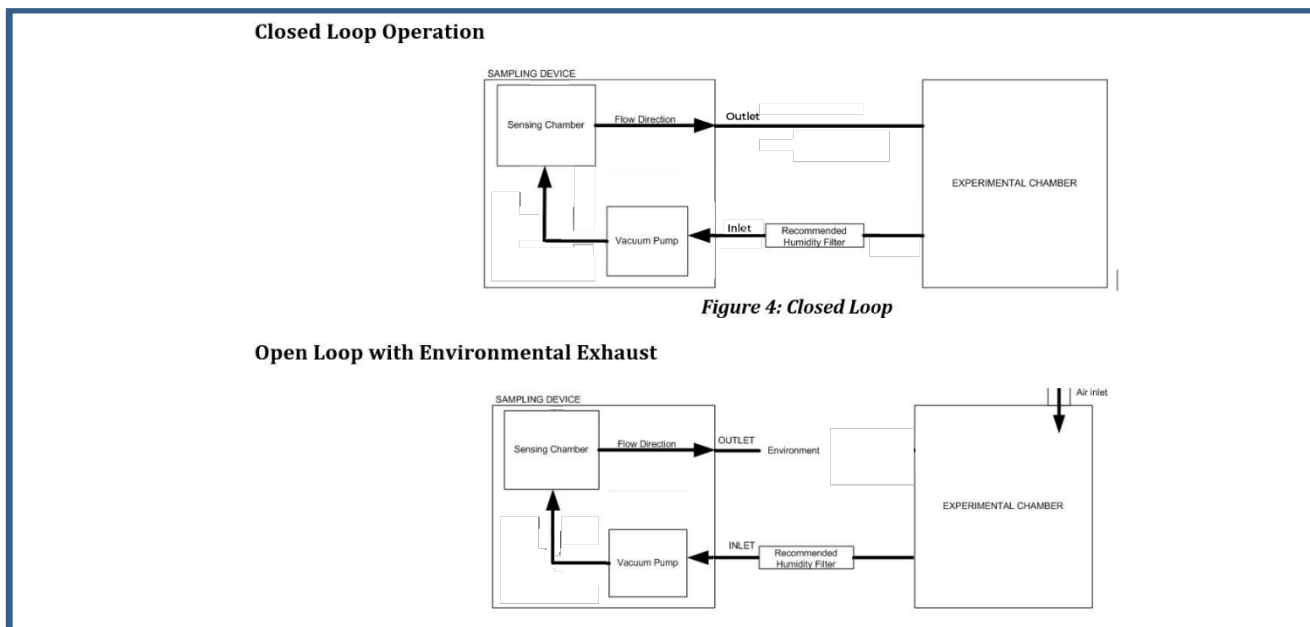 Closed Loop Operation
SAMPLING DEVICE
Sensing Chamber
Flow Direction
Outlet
EXPERIMENTAL CHAMBER
Vacuum Pump
Inlet
Recommended
Humidity Filter
Figure 4: Closed Loop
Open Loop with Environmental Exhaust
Air inlet
SAMPLING DEVICE
Sensing Chamber
Flow Direction
OUTLET
Environment
EXPERIMENTAL CHAMBER
Vacuum Pump
INLET
Recommended
Humidity Filter